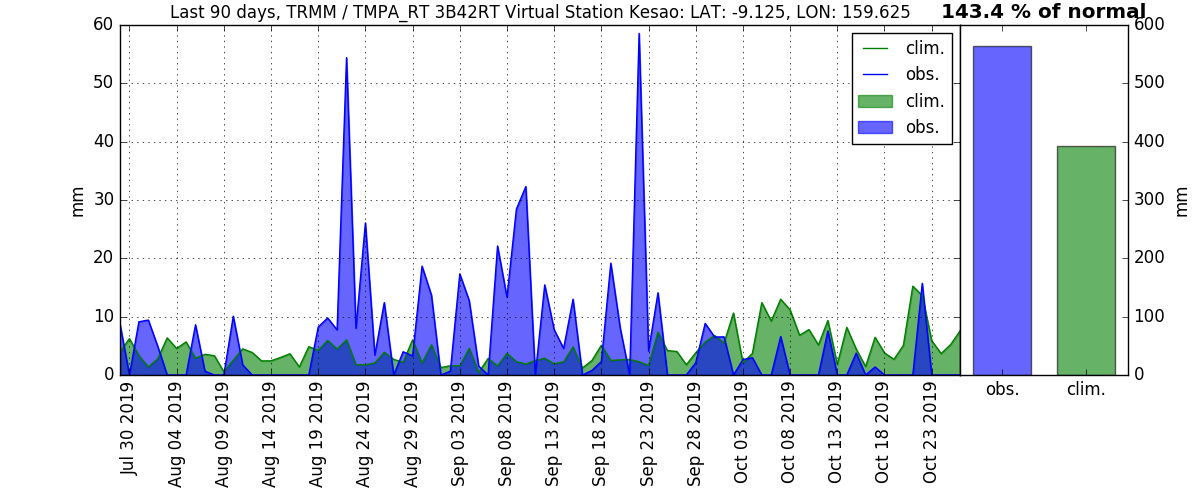 Last 90 days, TRMM / TMPA_RT 3B42RT Virtual Station Kesao: LAT: -9.125, LON: 159.625
143.4 % of normal
60
50
40
30
20
10
0
mm
clim.
obs.
clim.
obs.
600
500
400
300
200
100
0
mm
Jul 30 2019
Aug 04 2019
Aug 09 2019
Aug 14 2019
Aug 19 2019
Aug 24 2019
Aug 29 2019
Sep 03 2019
Sep 08 2019
Sep 13 2019
Sep 18 2019
Sep 23 2019
Sep 28 2019
Oct 03 2019
Oct 08 2019
Oct 13 2019
Oct 18 2019
Oct 23 2019
obs.
clim.